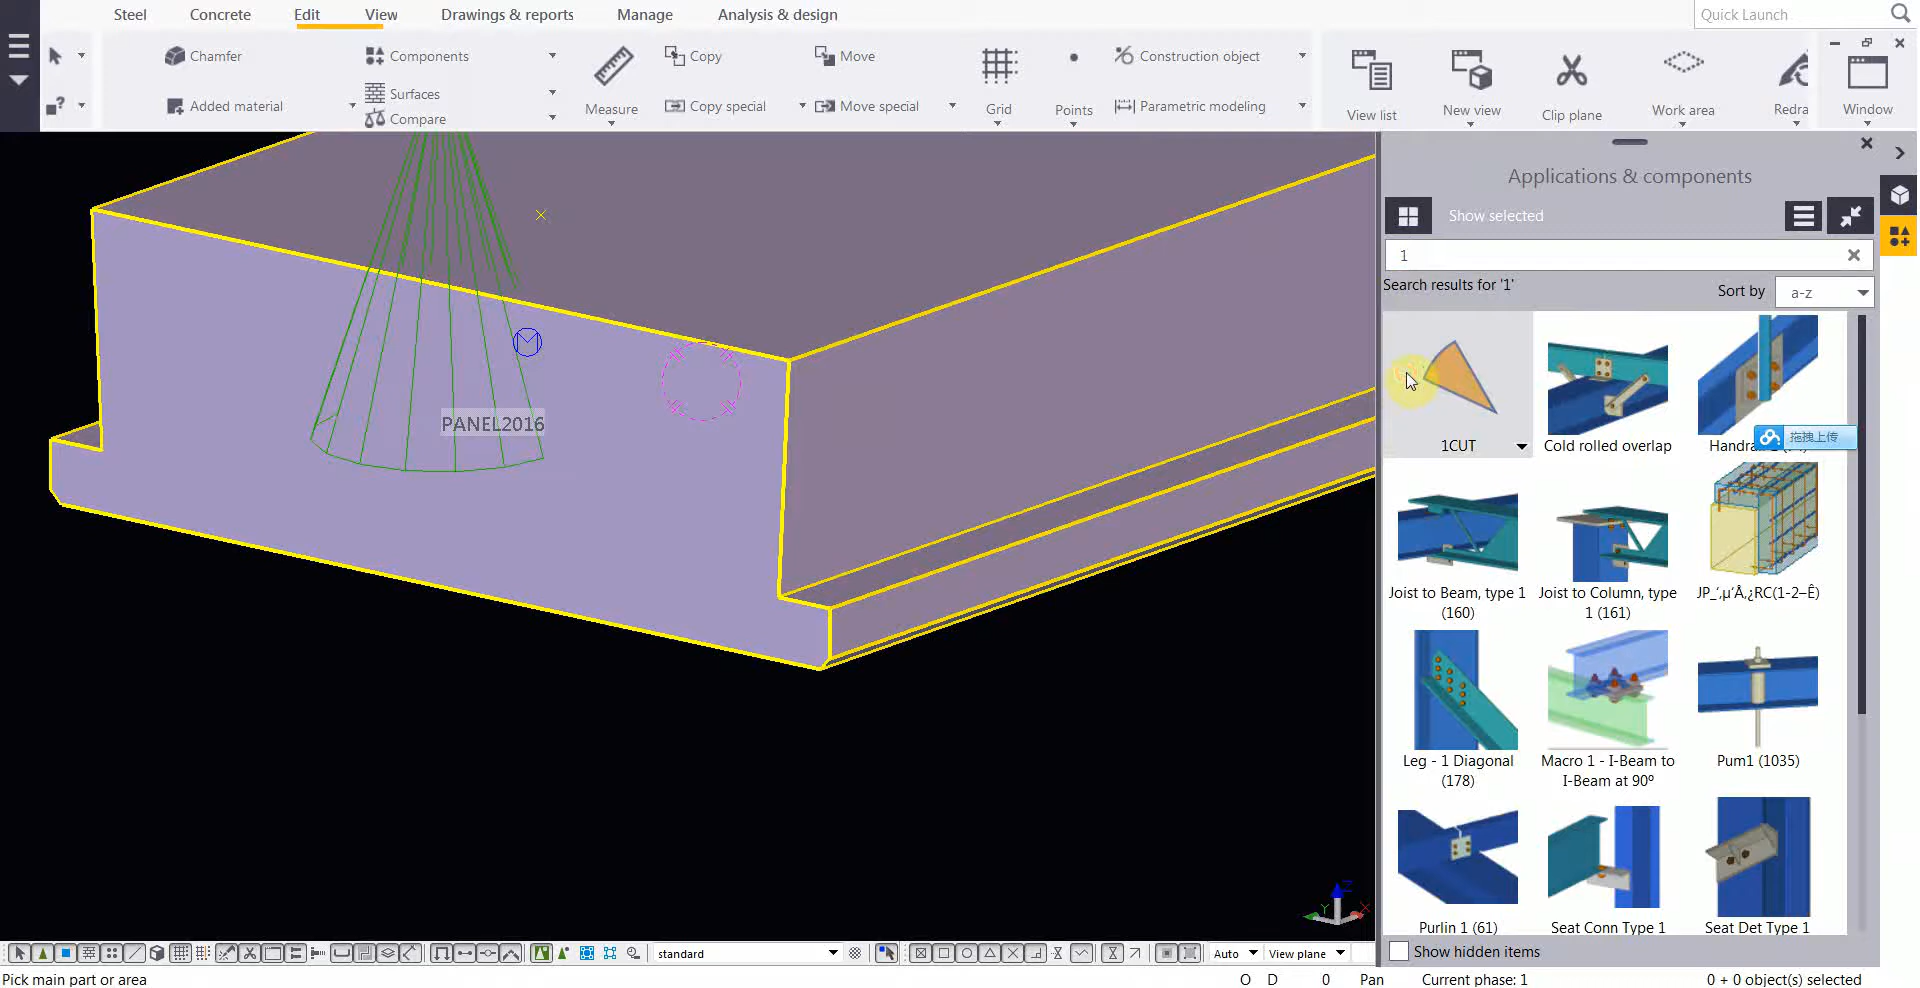 Steel Concrete Edit View Drawings & reports Manage Analysis & design Quick Launch
Chamfer Components Copy Move Construction object
Surfaces
Added material Compare Measure Copy special Move special Grid Points Parametric modeling View list New view Clip plane Work area Redra Window
Applications & components
Show selected
1
Search results for '1' Sort by a-z
PANEL2016
1CUT Cold rolled overlap Handra
拖拽上传
Joist to Beam, type 1 (160)
Joist to Column, type 1 (161)
JP_‘,µ‘Å,¿RC(1-2–Ê)
Leg - 1 Diagonal (178)
Macro 1 - I-Beam to I-Beam at 90º
Pum1 (1035)
Purlin 1 (61) Seat Conn Type 1 Seat Det Type 1
Z
Y X
Show hidden items
standard Auto View plane
Pick main part or area O D 0 Pan Current phase: 1 0 + 0 object(s) selected